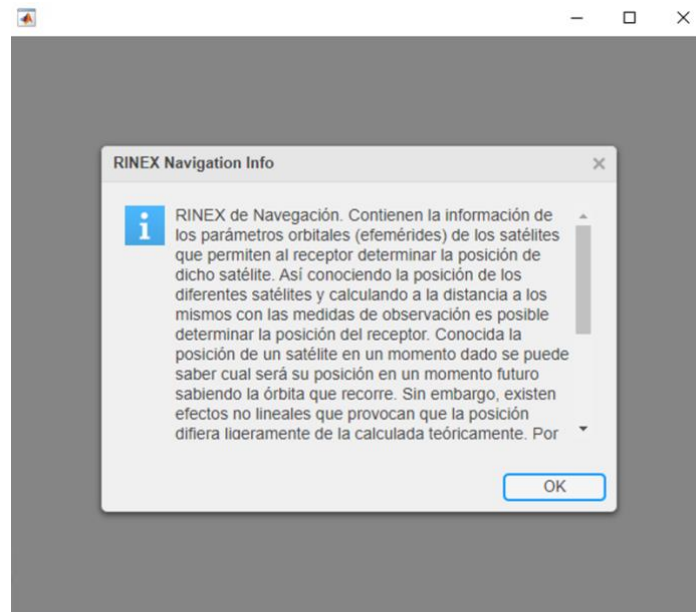 RINEX Navigation Info
RINEX de Navegación. Contienen la información de
los parámetros orbitales (efemérides) de los satélites
que permiten al receptor determinar la posición de
dicho satélite. Así conociendo la posición de los
diferentes satélites y calculando a la distancia a los
mismos con las medidas de observación es posible
determinar la posición del receptor. Conocida la
posición de un satélite en un momento dado se puede
saber cual será su posición en un momento futuro
sabiendo la órbita que recorre. Sin embargo, existen
efectos no lineales que provocan que la posición
difiera ligeramente de la calculada teóricamente. Por
OK